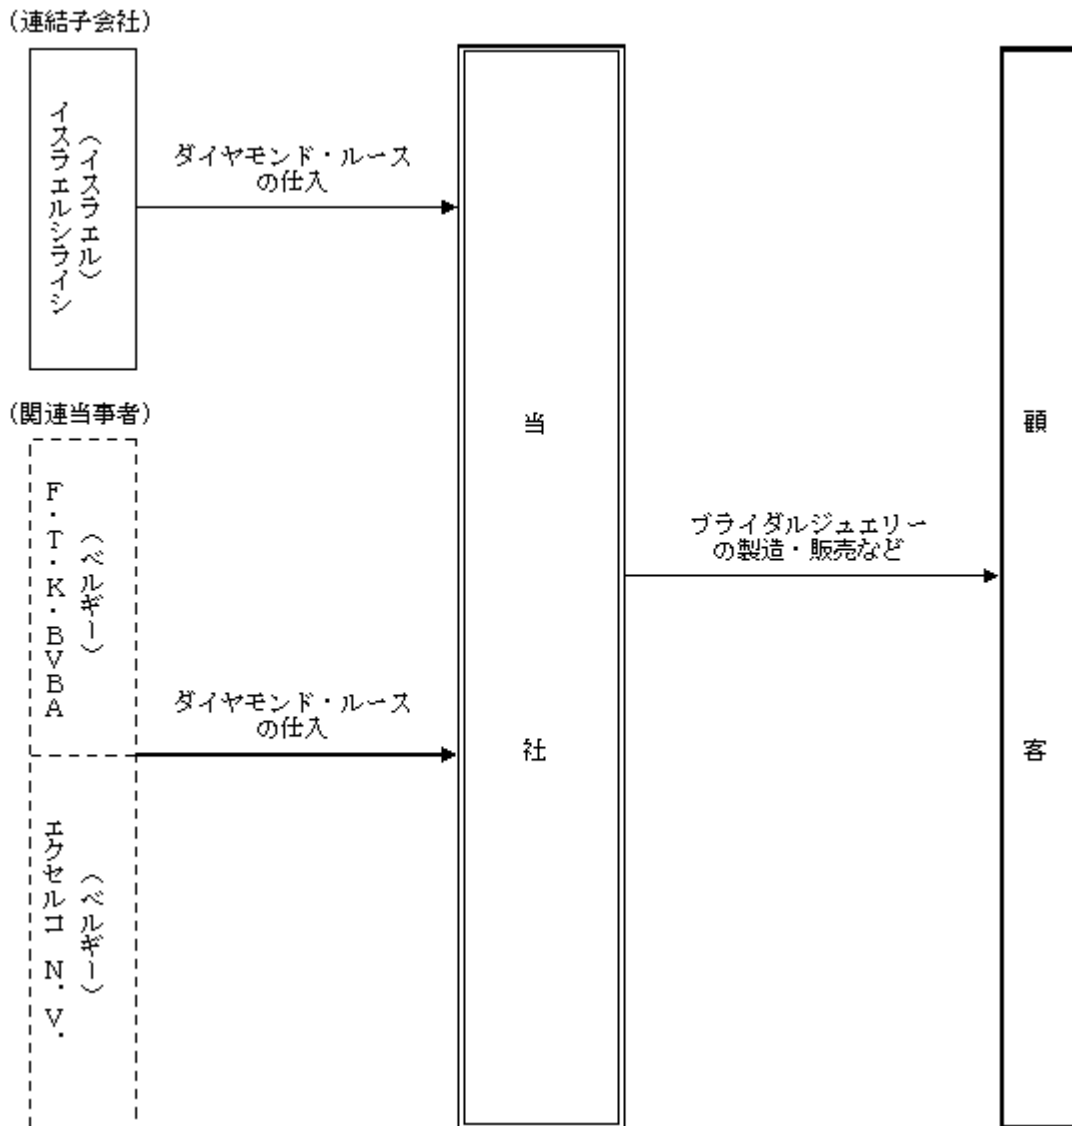 (連結子会社)
(イスラエル)
イスラエルシライシ
ダイヤモンド・ルース
の仕入
(関連当事者)
(ベルギー)
F・T・K・BVBA
ダイヤモンド・ルース
の仕入
(ベルギー)
エクセルコ N.V.
当社
ブライダルジュエリー
の製造・販売など
顧客